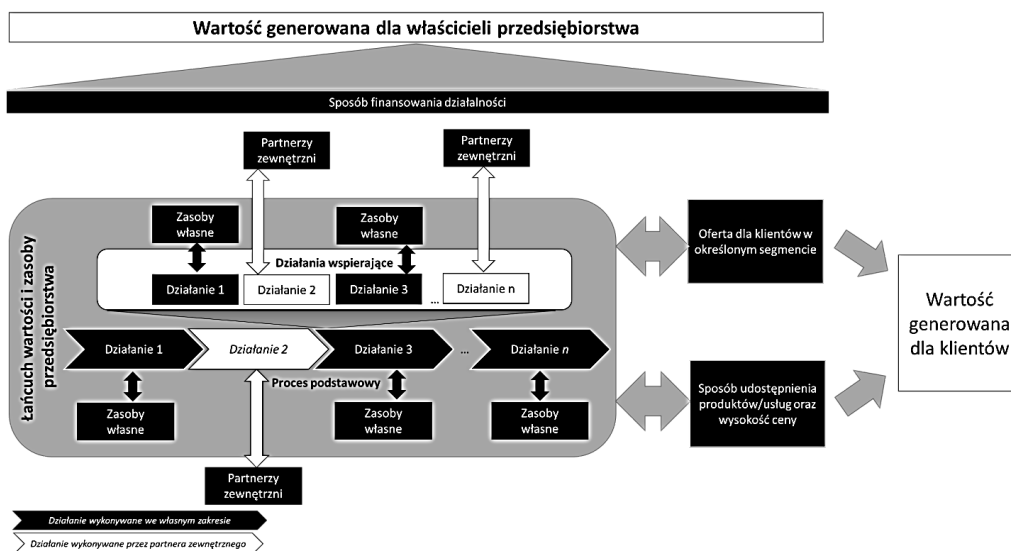 Wartość generowana dla właścicieli przedsiębiorstwa
Sposób finansowania działalności
Partnerzy
zewnętrzni
Partnerzy
zewnętrzni
Łańcuch wartości i zasoby
przedsiębiorstwa
Zasoby
własne
Zasoby
własne
Działania wspierające
Działanie 1
Działanie 2
Działanie 3
...
Działanie n
Działanie 1
Działanie 2
Działanie 3
...
Działanie n
Proces podstawowy
Zasoby
własne
Zasoby
własne
Zasoby
własne
Partnerzy
zewnętrzni
Oferta dla klientów w
określonym segmencie
Sposób udostępnienia
produktów/usług oraz
wysokość ceny
Wartość
generowana
dla klientów
Działanie wykonywane we własnym zakresie
Działanie wykonywane przez partnera zewnętrznego